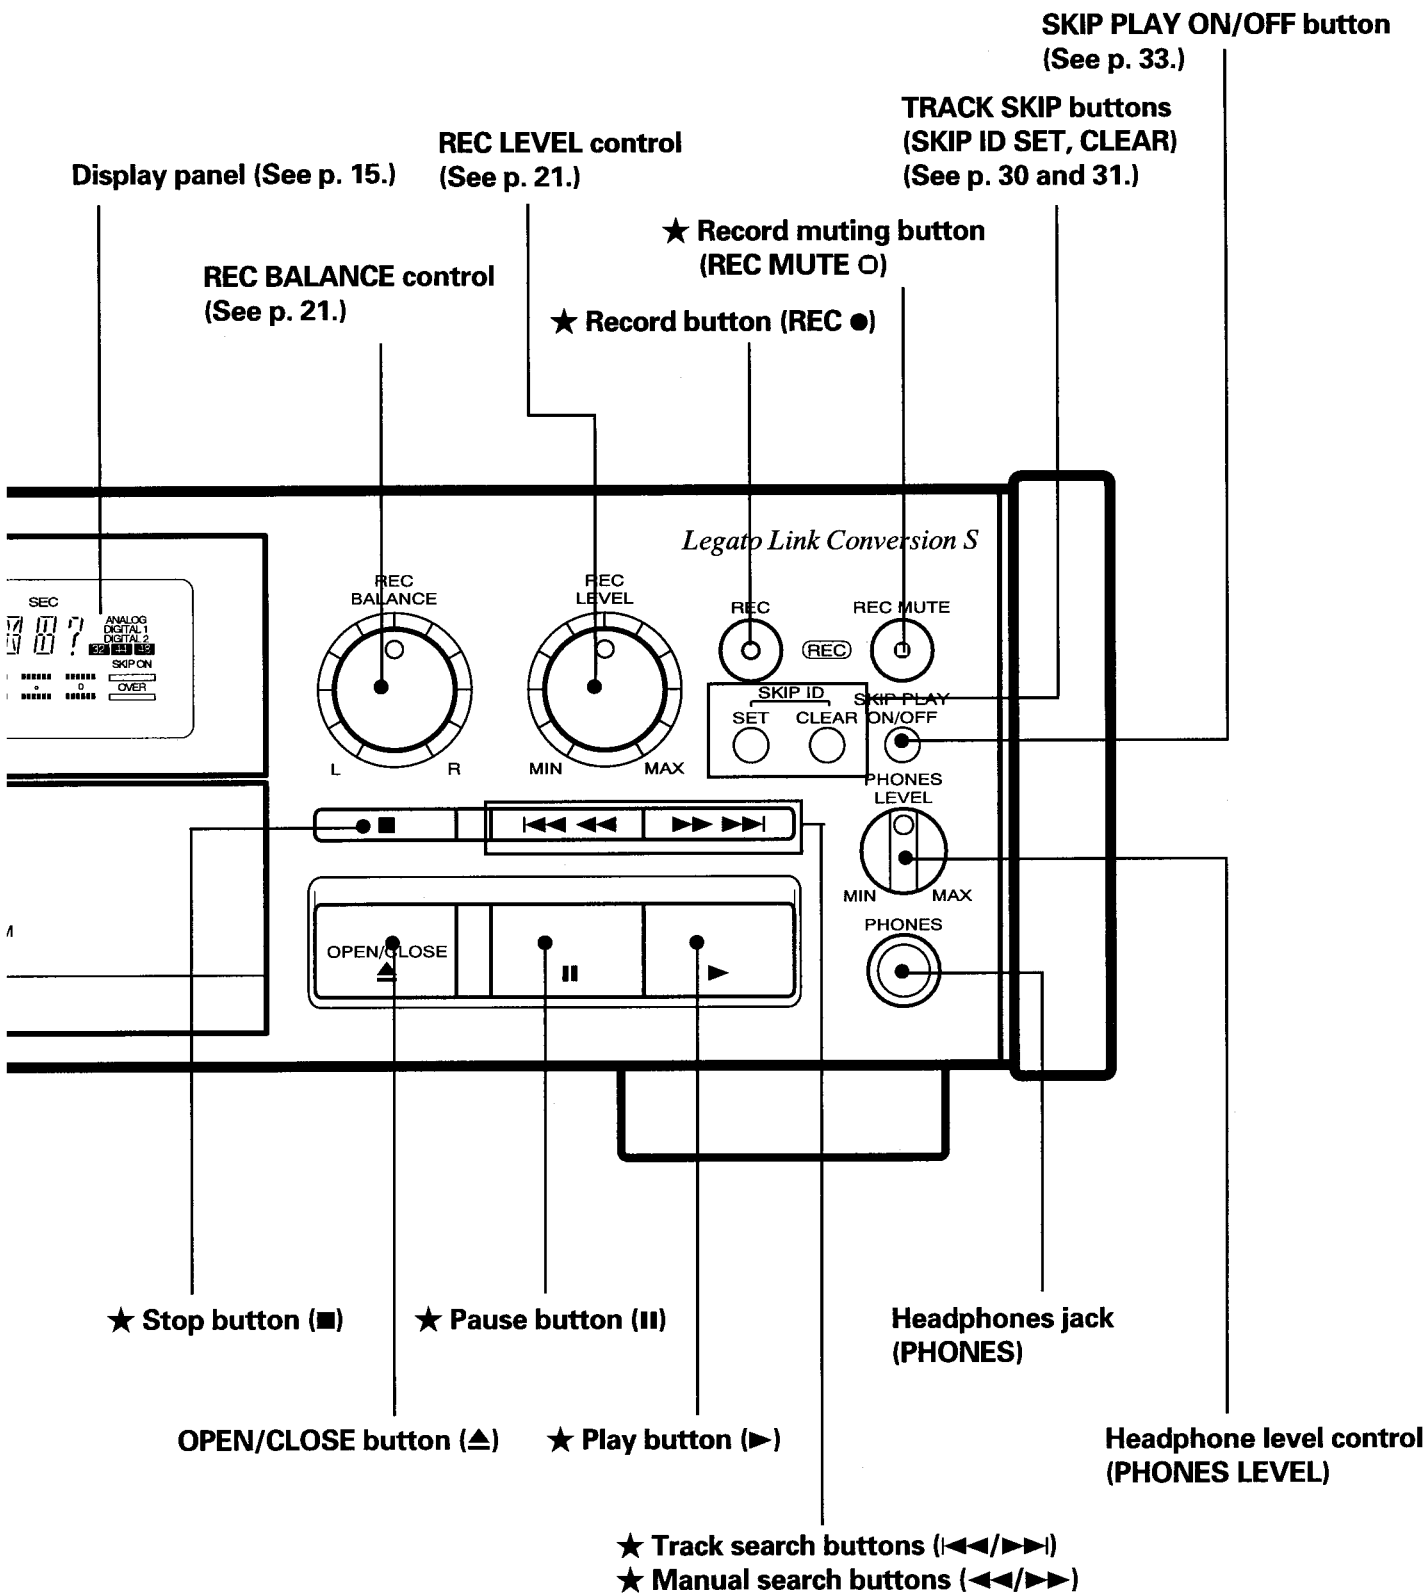 SKIP PLAY ON/OFF button
(See p. 33.)
TRACK SKIP buttons
(SKIP ID SET, CLEAR)
(See p. 30 and 31.)
REC LEVEL control
(See p. 21.)
Display panel (See p. 15.)
★ Record muting button
(REC MUTE ⊡)
REC BALANCE control
(See p. 21.)
★ Record button (REC ●)
Legato Link Conversion S
REC
BALANCE
L R
REC
LEVEL
MIN MAX
REC
REC
REC MUTE
SEC
ANALOG
DIGITAL 1
DIGITAL 2
32 44 48
SKIP ON
OVER
SKIP ID
SET CLEAR
SKIP PLAY
ON/OFF
PHONES
LEVEL
MIN MAX
■ |◀◀ ◀◀ ▶▶ ▶▶|
PHONES
OPEN/CLOSE
▲ II ▶
★ Stop button (■)
★ Pause button (II)
Headphones jack
(PHONES)
OPEN/CLOSE button (▲)
★ Play button (▶)
Headphone level control
(PHONES LEVEL)
★ Track search buttons (|◀◀/▶▶|)
★ Manual search buttons (◀◀/▶▶)